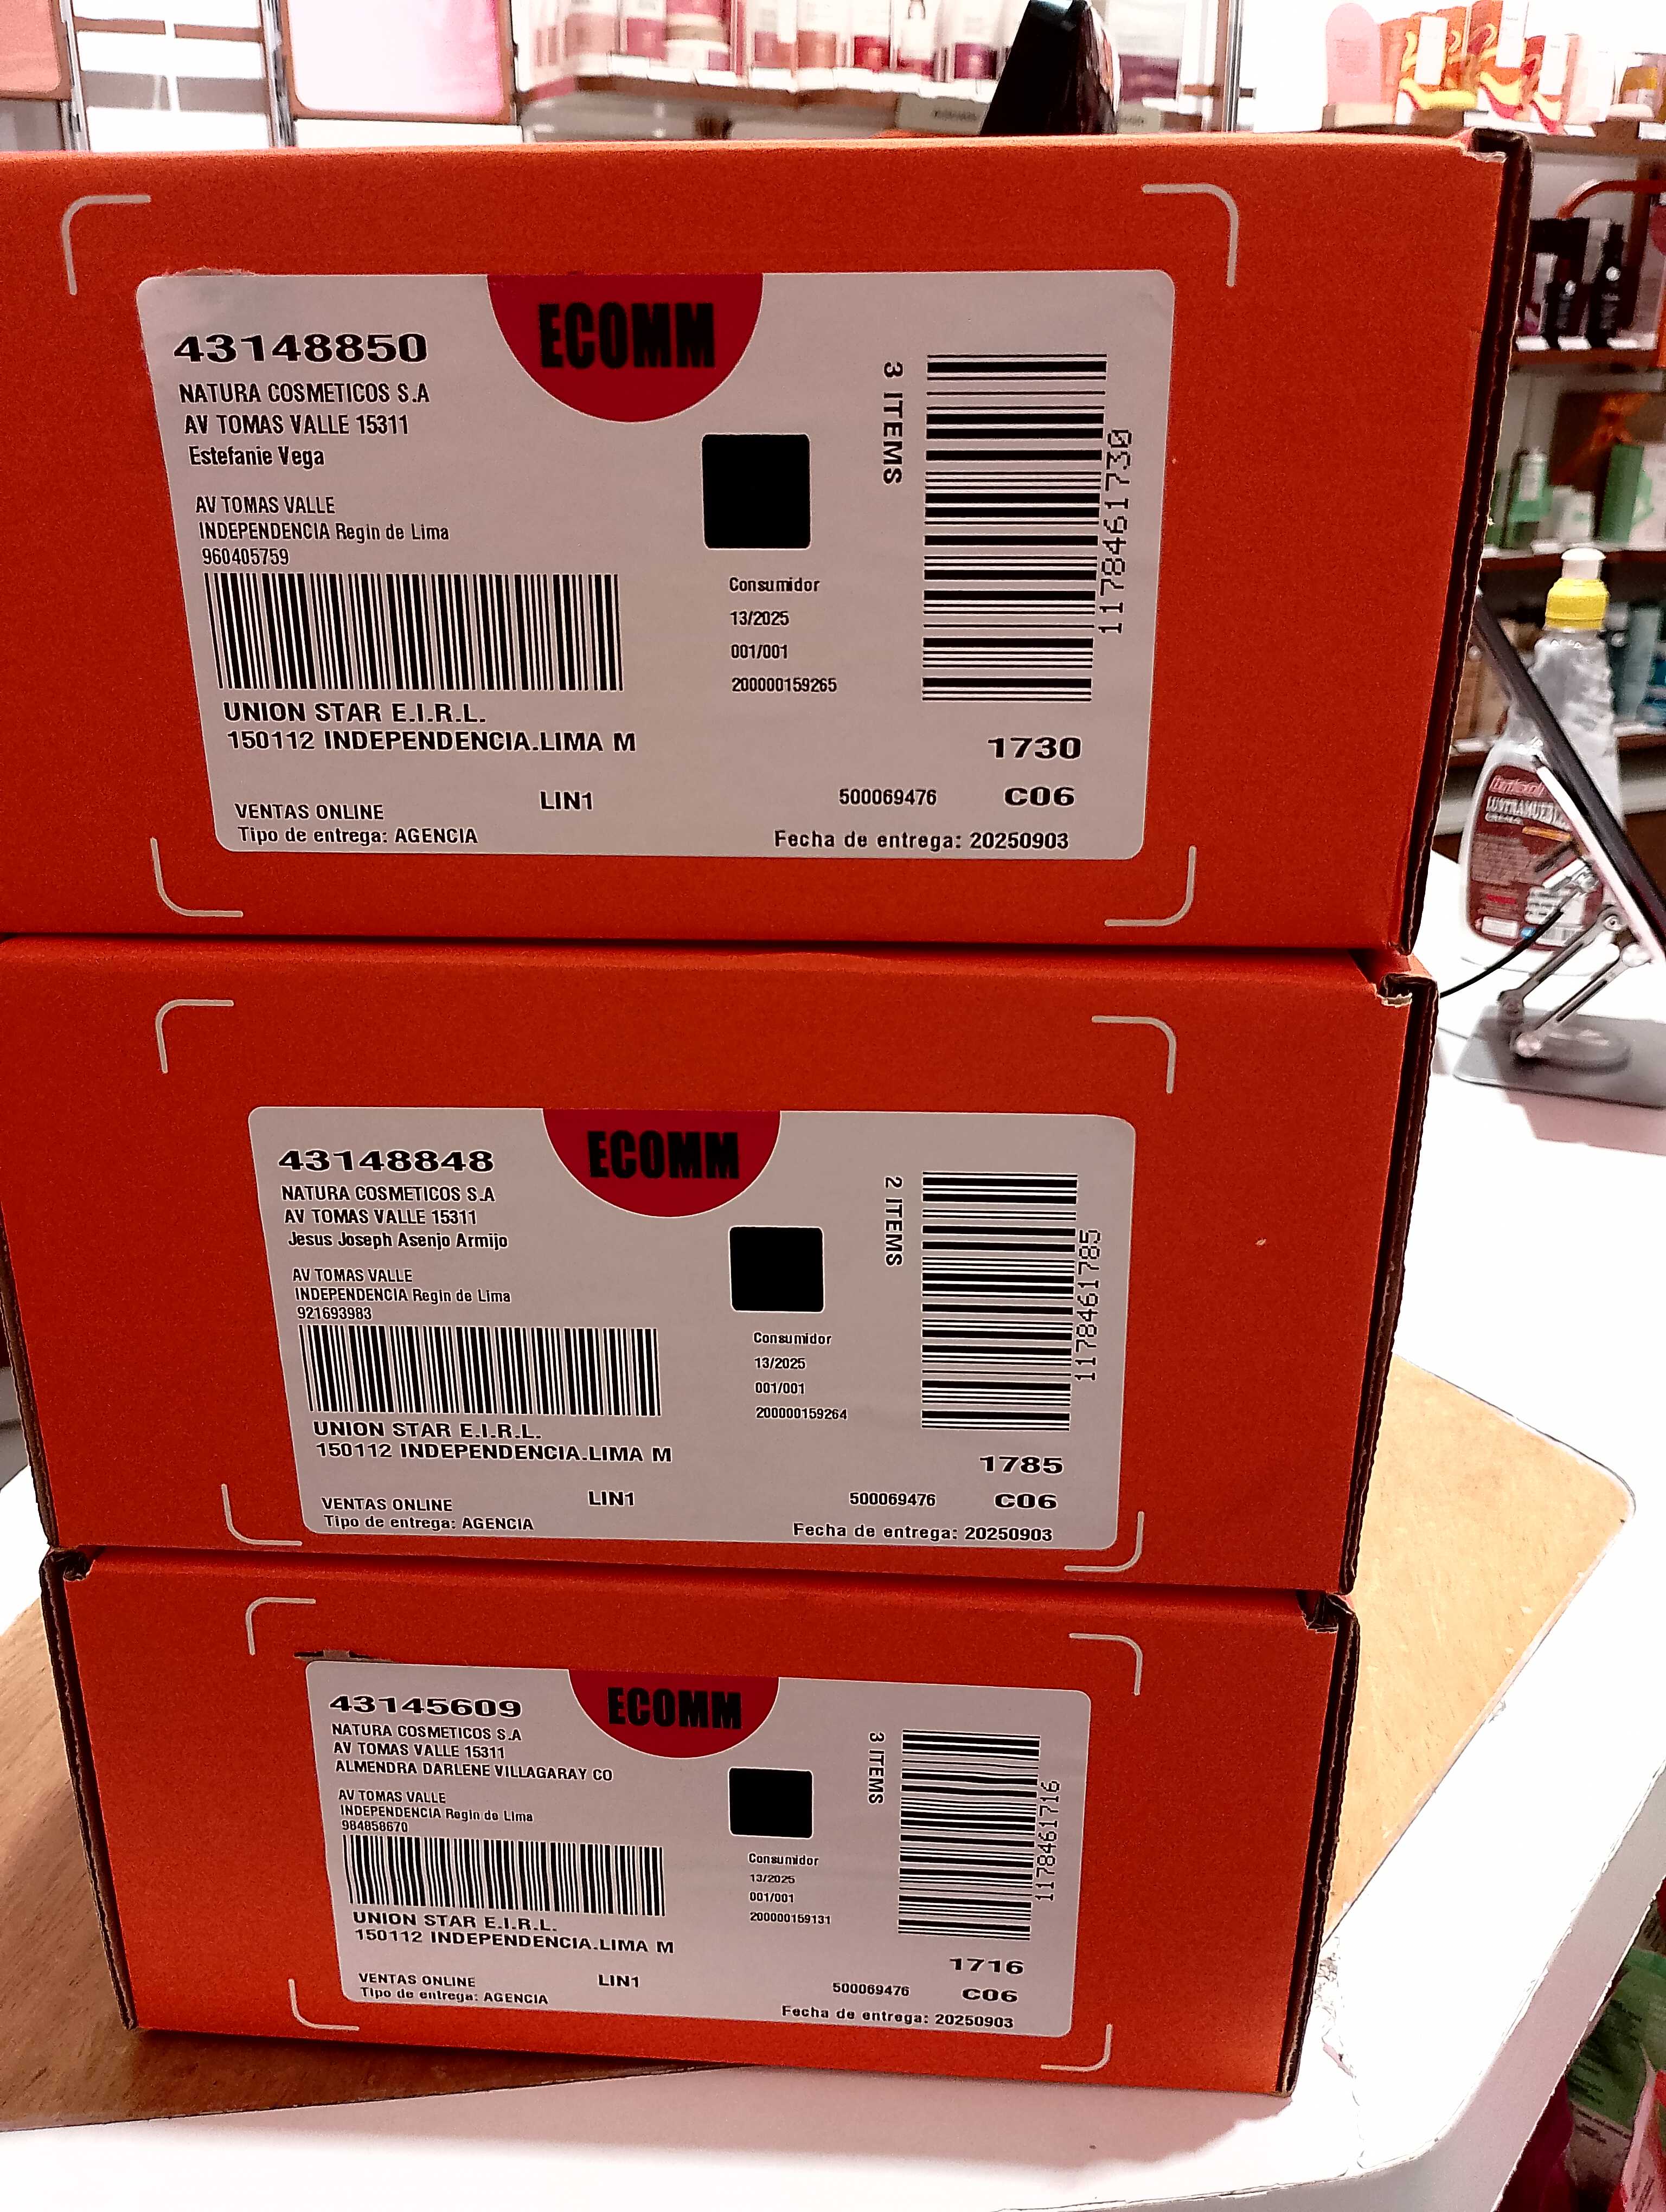 ECOMM
43148850
NATURA COSMETICOS S.A
AV TOMAS VALLE 15311
Estefanie Vega
AV TOMAS VALLE
INDEPENDENCIA Regin de Lima
960405759
UNION STAR E.I.R.L.
150112 INDEPENDENCIA.LIMA M
VENTAS ONLINE
Tipo de entrega: AGENCIA
LIN1
Consumidor
13/2025
001/001
200000159265
3 ITEMS
1178461730
1730
500069476 C06
Fecha de entrega: 20250903
ECOMM
43148848
NATURA COSMETICOS S.A
AV TOMAS VALLE 15311
Jesus Joseph Asenjo Armijo
AV TOMAS VALLE
INDEPENDENCIA Regin de Lima
921693983
UNION STAR E.I.R.L.
150112 INDEPENDENCIA.LIMA M
VENTAS ONLINE
Tipo de entrega: AGENCIA
LIN1
Consumidor
13/2025
001/001
200000159264
2 ITEMS
1178461785
1785
500069476 C06
Fecha de entrega: 20250903
ECOMM
43145609
NATURA COSMETICOS S.A
AV TOMAS VALLE 15311
ALMENDRA DARLENE VILLAGARAY CO
AV TOMAS VALLE
INDEPENDENCIA Regin de Lima
984858670
UNION STAR E.I.R.L.
150112 INDEPENDENCIA.LIMA M
VENTAS ONLINE
Tipo de entrega: AGENCIA
LIN1
Consumidor
13/2025
001/001
200000159131
3 ITEMS
1178461716
1716
500069476 C06
Fecha de entrega: 20250903